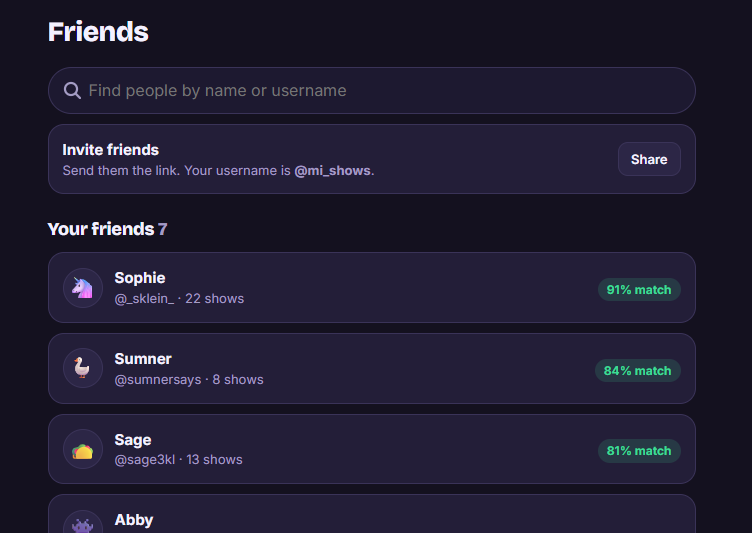 Friends
Find people by name or username
Invite friends
Send them the link. Your username is @mi_shows.
Share
Your friends 7
Sophie
@_sklein_ · 22 shows
91% match
Sumner
@sumnersays · 8 shows
84% match
Sage
@sage3kl · 13 shows
81% match
Abby